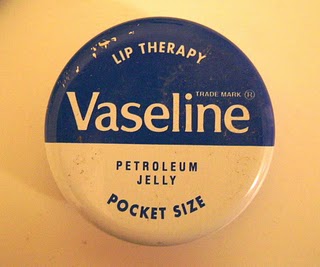 LIP THERAPY
TRADE MARK ®
Vaseline
PETROLEUM
JELLY
POCKET SIZE